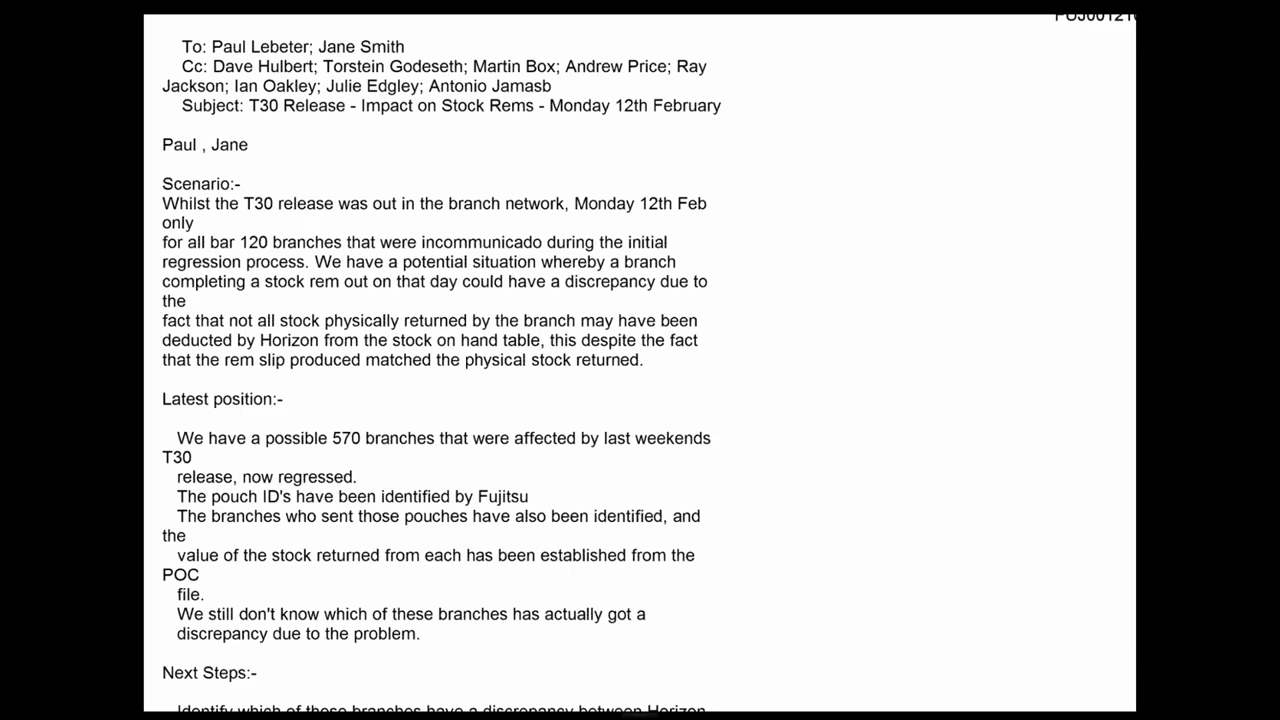 To: Paul Lebeter; Jane Smith
Cc: Dave Hulbert; Torstein Godeseth; Martin Box; Andrew Price; Ray
Jackson; Ian Oakley; Julie Edgley; Antonio Jamasb
Subject: T30 Release - Impact on Stock Rems - Monday 12th February
Paul , Jane
Scenario:-
Whilst the T30 release was out in the branch network, Monday 12th Feb
only
for all bar 120 branches that were incommunicado during the initial
regression process. We have a potential situation whereby a branch
completing a stock rem out on that day could have a discrepancy due to
the
fact that not all stock physically returned by the branch may have been
deducted by Horizon from the stock on hand table, this despite the fact
that the rem slip produced matched the physical stock returned.
Latest position:-
We have a possible 570 branches that were affected by last weekends
T30
release, now regressed.
The pouch ID's have been identified by Fujitsu
The branches who sent those pouches have also been identified, and
the
value of the stock returned from each has been established from the
POC
file.
We still don't know which of these branches has actually got a
discrepancy due to the problem.
Next Steps:-
Identify which of these branches have a discrepancy between Horizon